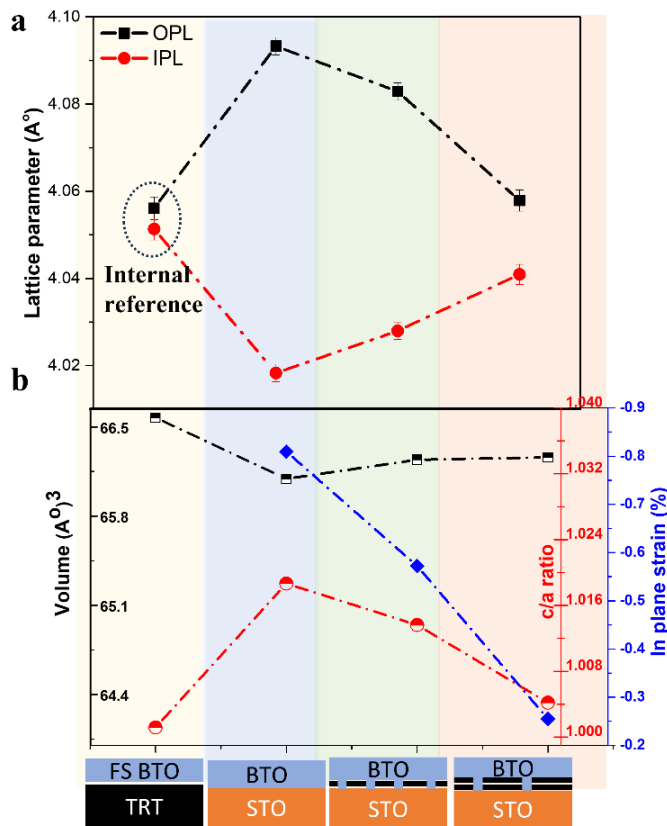 a
OPL
IPL
4.10
4.08
4.06
4.04
4.02
Lattice parameter (A°)
Internal
reference
b
66.5
65.8
65.1
64.4
Volume (A°)3
1.040
1.032
1.024
1.016
1.008
1.000
c/a ratio
-0.9
-0.8
-0.7
-0.6
-0.5
-0.4
-0.3
-0.2
In plane strain (%)
FS BTO
TRT
BTO
STO
BTO
STO
BTO
STO